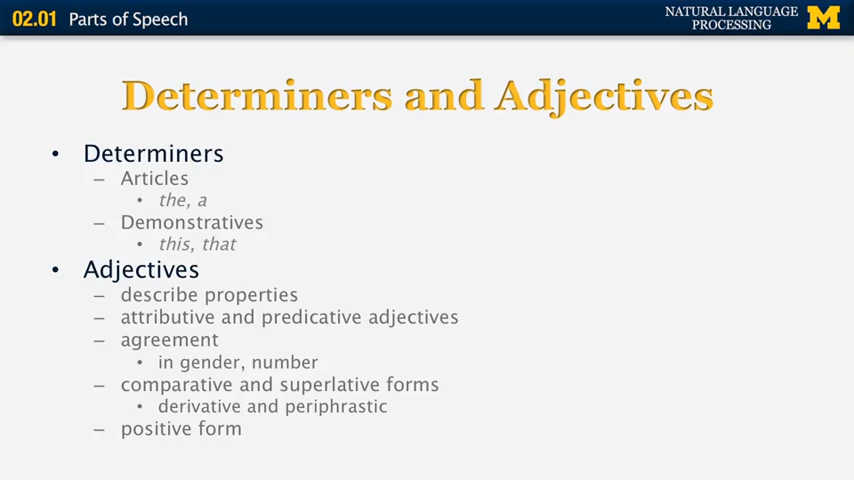 02.01 Parts of Speech
NATURAL LANGUAGE
PROCESSING
M
Determiners and Adjectives
• Determiners
– Articles
• the, a
– Demonstratives
• this, that
• Adjectives
– describe properties
– attributive and predicative adjectives
– agreement
• in gender, number
– comparative and superlative forms
• derivative and periphrastic
– positive form